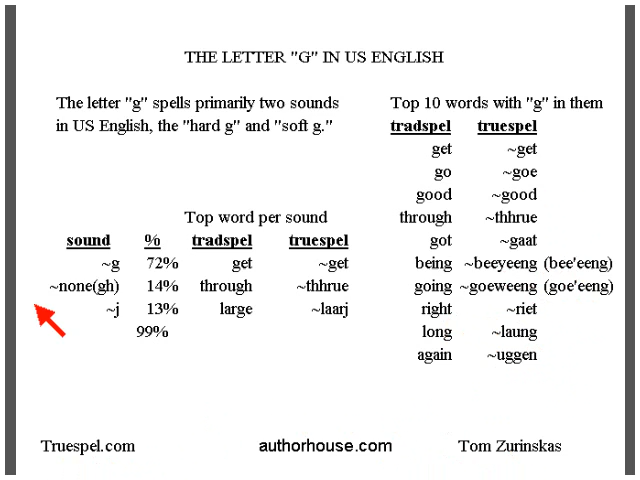 THE LETTER "G" IN US ENGLISH
The letter "g" spells primarily two sounds
in US English, the "hard g" and "soft g."
Top word per sound
sound % tradspel truespel
~g 72% get ~get
~none(gh) 14% through ~thhrue
~j 13% large ~laarj
99%
Top 10 words with "g" in them
tradspel truespel
get ~get
go ~goe
good ~good
through ~thhrue
got ~gaat
being ~beeyeeng (bee'eeng)
going ~goeweeng (goe'eeng)
right ~riet
long ~laung
again ~uggen
Truespel.com authorhouse.com Tom Zurinskas